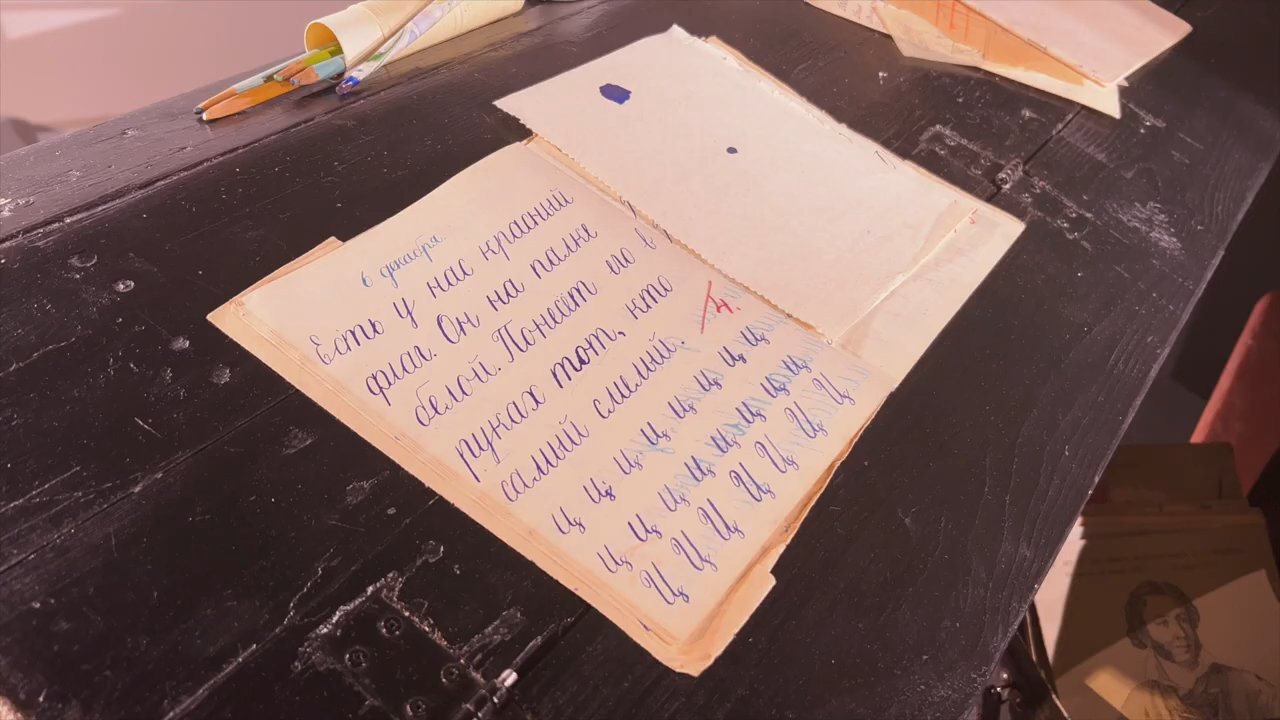 6 декабря.
Есть у нас красный
флаг. Он на палке
белой. Понесёт его в
руках тот, кто
самый смелый.
4.
Ц Ц Ц Ц Ц Ц Ц Ц
Ц Ц Ц Ц Ц Ц Ц
Ц Ц Ц Ц Ц Ц Ц